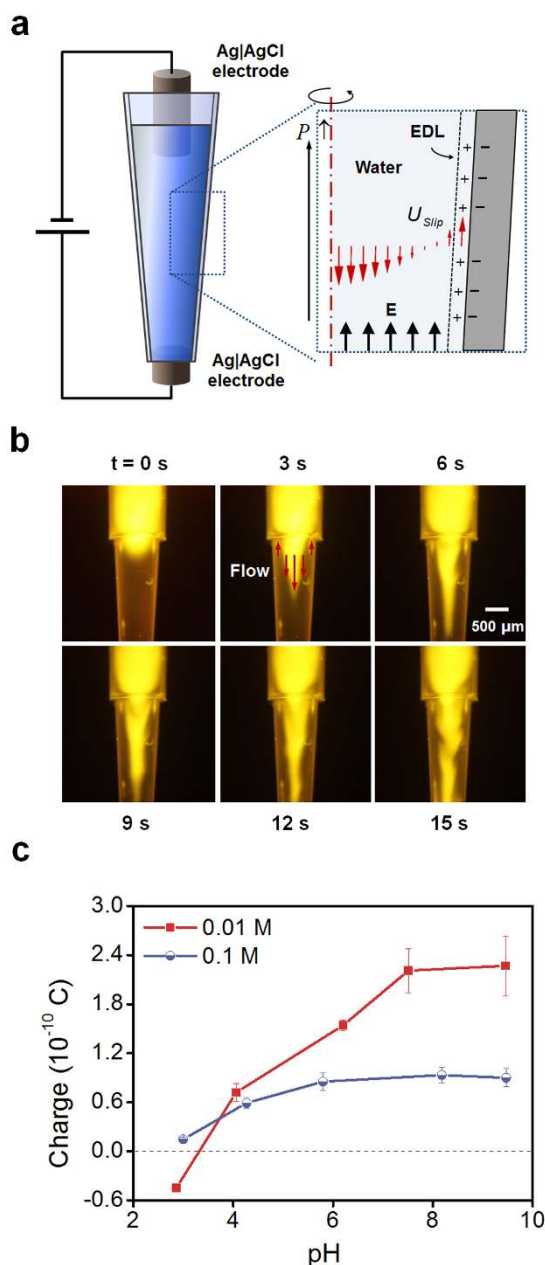 a
Ag|AgCl
electrode
Ag|AgCl
electrode
P
EDL
Water
U Slip
E
+ −
+ −
+ −
+ −
+ −
+ −
b
t = 0 s 3 s 6 s
Flow
500 µm
9 s 12 s 15 s
c
3.0
2.4
1.8
1.2
0.6
0.0
-0.6
Charge (10⁻¹⁰ C)
0.01 M
0.1 M
2 4 6 8 10
pH